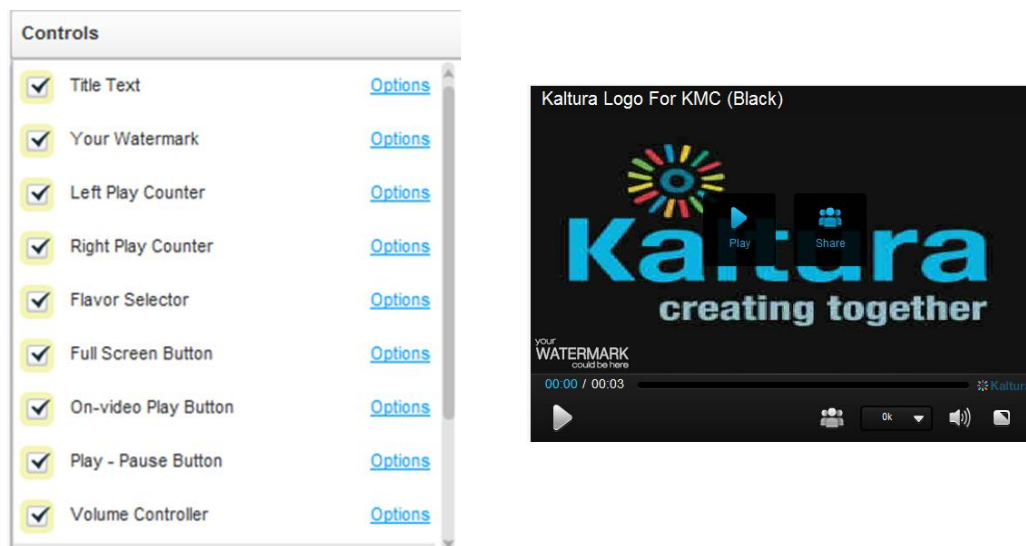 Controls
Title Text Options
Your Watermark Options
Left Play Counter Options
Right Play Counter Options
Flavor Selector Options
Full Screen Button Options
On-video Play Button Options
Play - Pause Button Options
Volume Controller Options
Kaltura Logo For KMC (Black)
Play Share
Kaltura
creating together
your
WATERMARK
could be here
00:00 / 00:03 Kaltura
0k